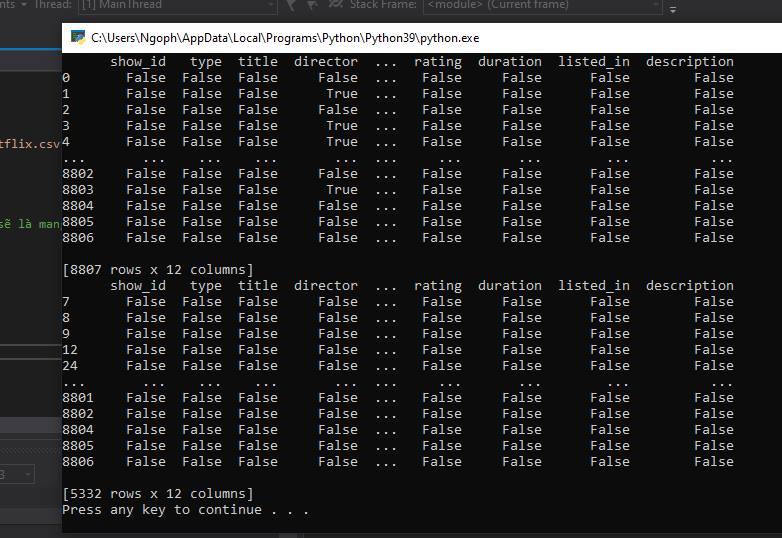 nts Thread: [1] MainThread Stack Frame: <module> (Current frame)
C:\Users\Ngoph\AppData\Local\Programs\Python\Python39\python.exe
show_id type title director ... rating duration listed_in description
0 False False False False ... False False False False
1 False False False True ... False False False False
2 False False False False ... False False False False
3 False False False True ... False False False False
4 False False False True ... False False False False
... ... ... ... ... ... ... ... ... ...
8802 False False False False ... False False False False
8803 False False False True ... False False False False
8804 False False False False ... False False False False
8805 False False False False ... False False False False
8806 False False False False ... False False False False
[8807 rows x 12 columns]
show_id type title director ... rating duration listed_in description
7 False False False False ... False False False False
8 False False False False ... False False False False
9 False False False False ... False False False False
12 False False False False ... False False False False
24 False False False False ... False False False False
... ... ... ... ... ... ... ... ... ...
8801 False False False False ... False False False False
8802 False False False False ... False False False False
8804 False False False False ... False False False False
8805 False False False False ... False False False False
8806 False False False False ... False False False False
[5332 rows x 12 columns]
Press any key to continue . . .
tflix.csv
sẽ là man
3